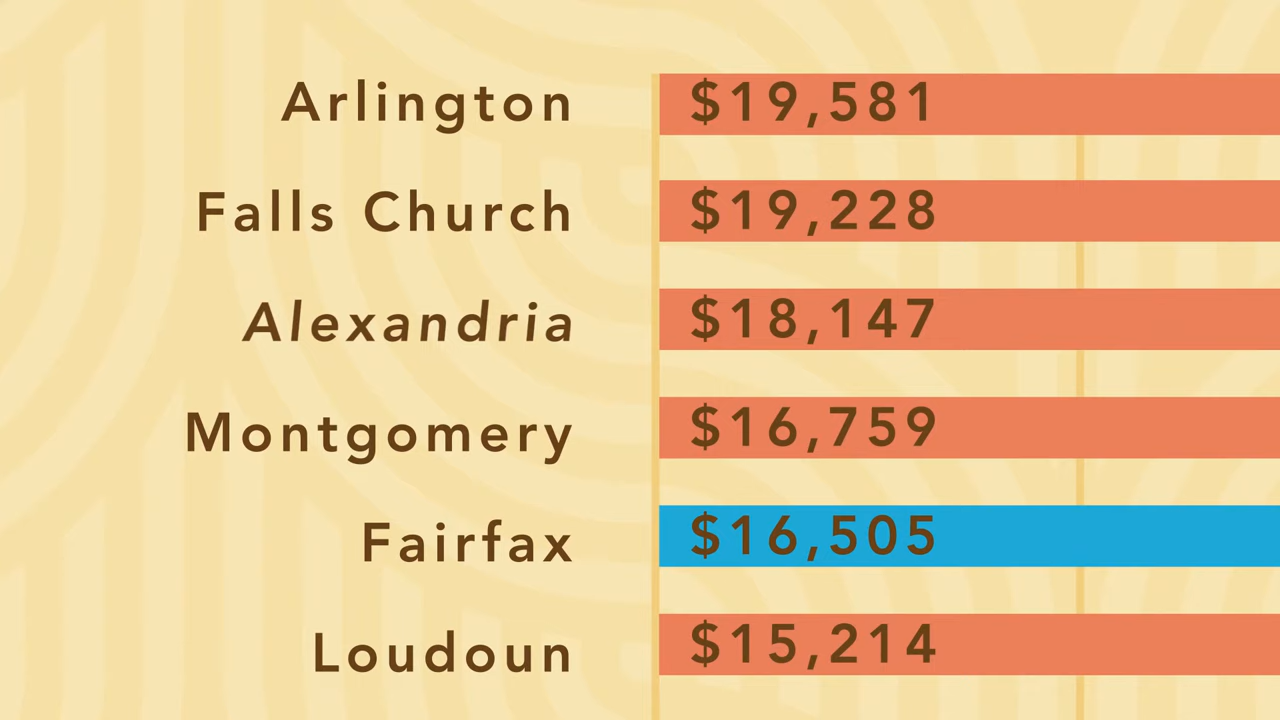 Arlington $19,581
Falls Church $19,228
Alexandria $18,147
Montgomery $16,759
Fairfax $16,505
Loudoun $15,214